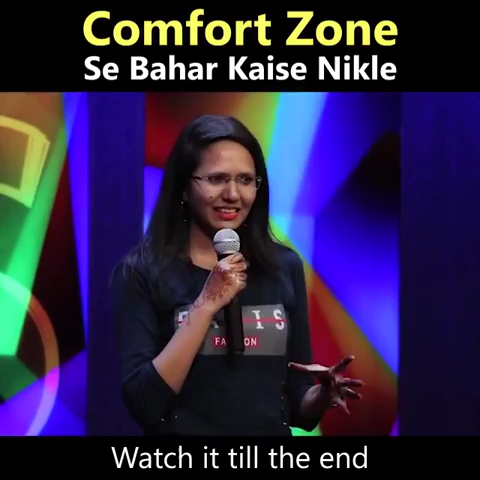 Comfort Zone
Se Bahar Kaise Nikle
Watch it till the end